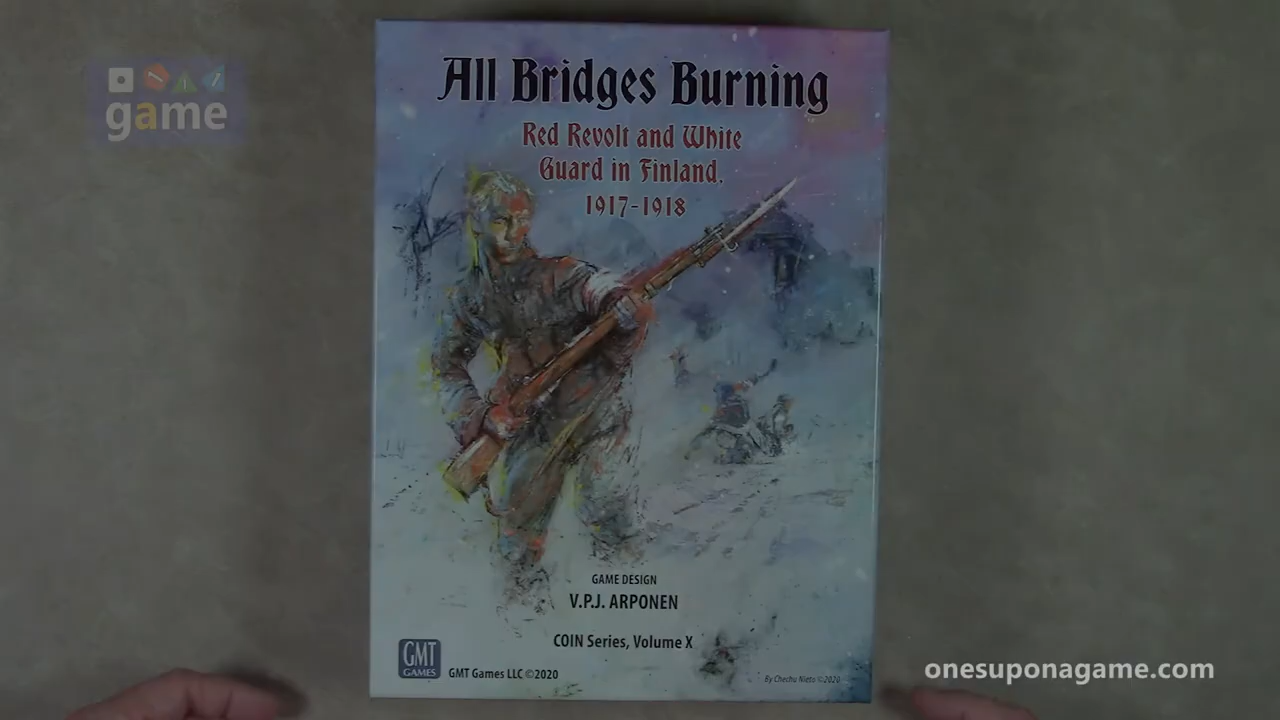 game
All Bridges Burning
Red Revolt and White
Guard in Finland,
1917-1918
GAME DESIGN
V.P.J. ARPONEN
COIN Series, Volume X
GMT
GAMES
GMT Games LLC ©2020
By Chechu Nieto ©2020
onesuponagame.com